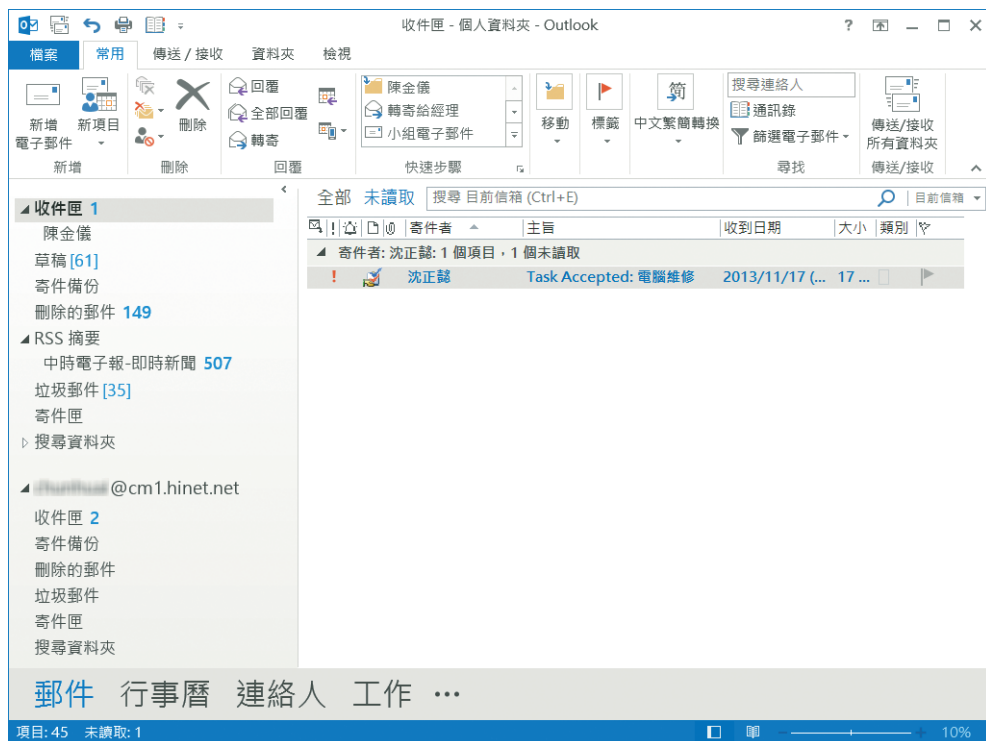 收件匣 - 個人資料夾 - Outlook
檔案 常用 傳送 / 接收 資料夾 檢視
新增
電子郵件
新項目
新增
刪除
刪除
回覆
全部回覆
轉寄
回覆
陳金儀
轉寄給經理
小組電子郵件
快速步驟
移動
標籤
简
中文繁簡轉換
搜尋連絡人
通訊錄
篩選電子郵件
尋找
傳送/接收
所有資料夾
傳送/接收
收件匣 1
陳金儀
草稿 [61]
寄件備份
刪除的郵件 149
RSS 摘要
中時電子報-即時新聞 507
垃圾郵件 [35]
寄件匣
搜尋資料夾
@cm1.hinet.net
收件匣 2
寄件備份
刪除的郵件
垃圾郵件
寄件匣
搜尋資料夾
全部 未讀取 搜尋 目前信箱 (Ctrl+E) 目前信箱
寄件者 主旨 收到日期 大小 類別
寄件者: 沈正懿: 1 個項目，1 個未讀取
沈正懿 Task Accepted: 電腦維修 2013/11/17 (... 17 ...
郵件 行事曆 連絡人 工作 •••
項目: 45 未讀取: 1 10%